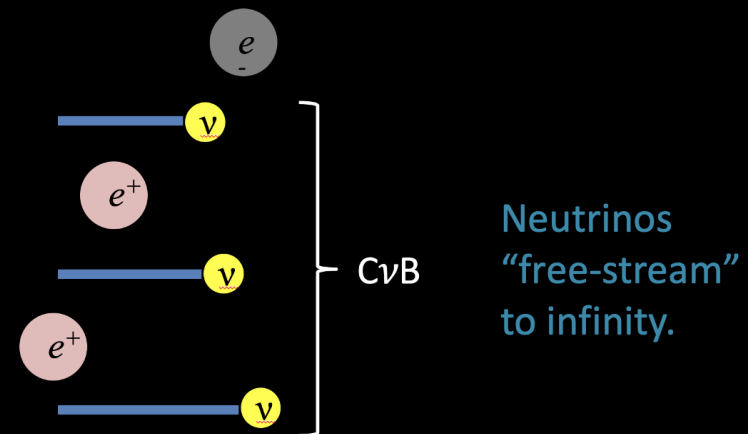 e
-
ν
e⁺
ν
CνB
e⁺
ν
Neutrinos
“free-stream”
to infinity.